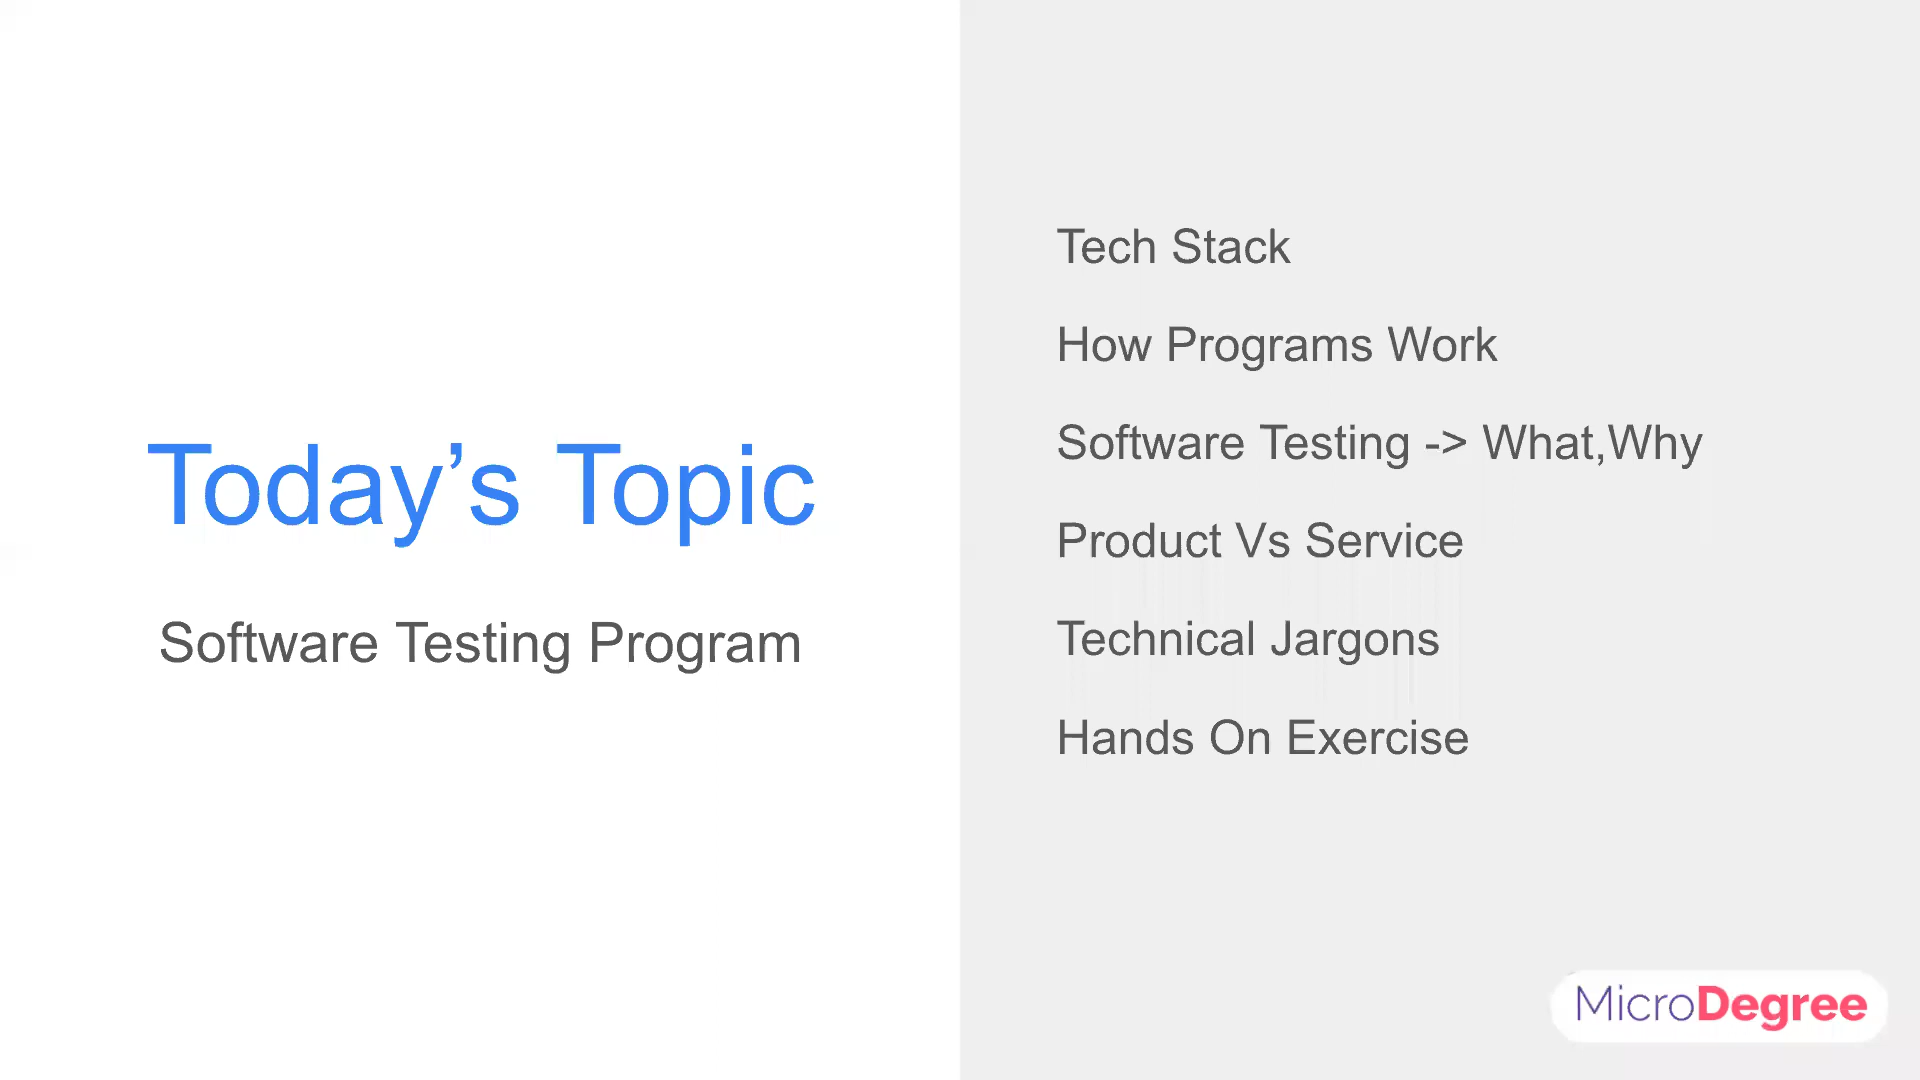 Today’s Topic
Software Testing Program
Tech Stack
How Programs Work
Software Testing -> What,Why
Product Vs Service
Technical Jargons
Hands On Exercise
MicroDegree